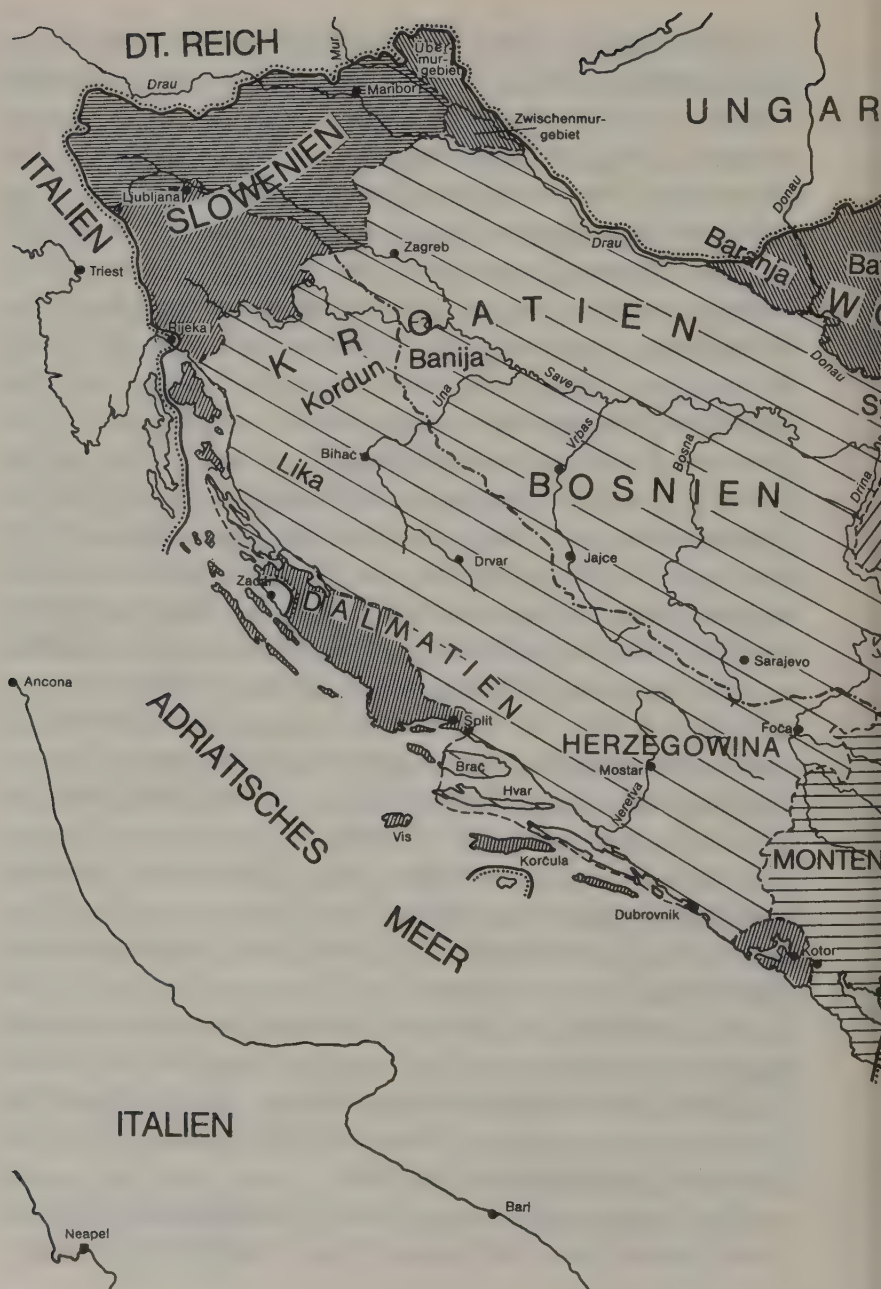 DT. REICH
Mur
Über-
mur-
gebiet
Drau
Maribor
Zwischenmur-
gebiet
UNGAR
ITALIEN
SLOWENIEN
Ljubljana
Donau
Triest
Zagreb
Drau
Baranja
Ba
W
Rijeka
KROATIEN
Donau
Kordun
Banija
Una
Save
S
Vrbas
Bosna
Bihać
Lika
BOSNIEN
Drina
Drvar
Jajce
Zadar
DALMATIEN
Sarajevo
Ancona
ADRIATISCHES
MEER
Split
Foča
HERZEGOWINA
Brač
Mostar
Hvar
Neretva
Vis
Korčula
MONTEN
Dubrovnik
Kotor
ITALIEN
Bari
Neapel